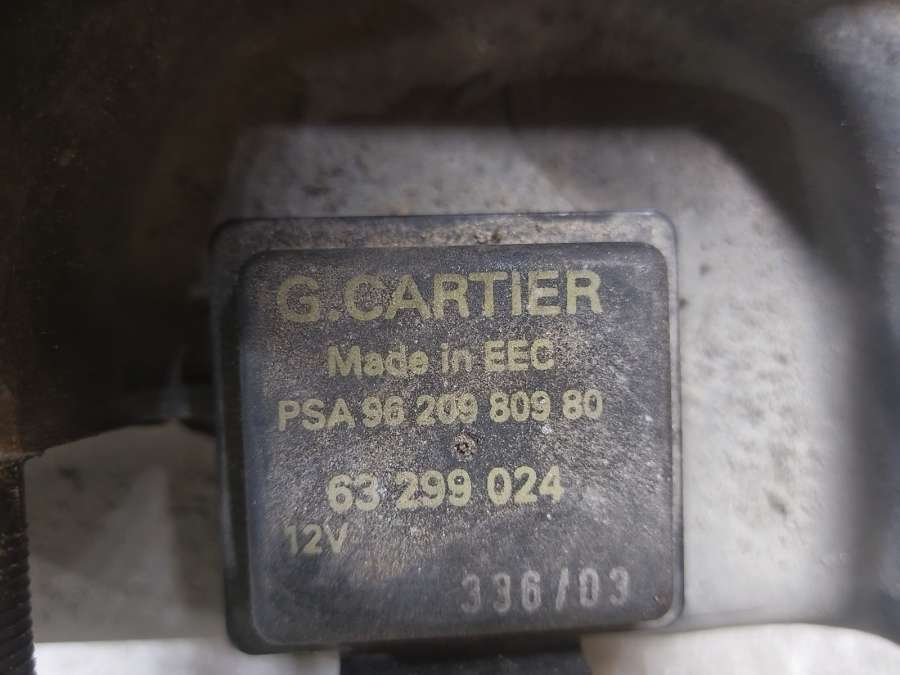 G.CARTIER
Made in EEC
PSA 96 209 809 80
63 299 024
12V
336/03